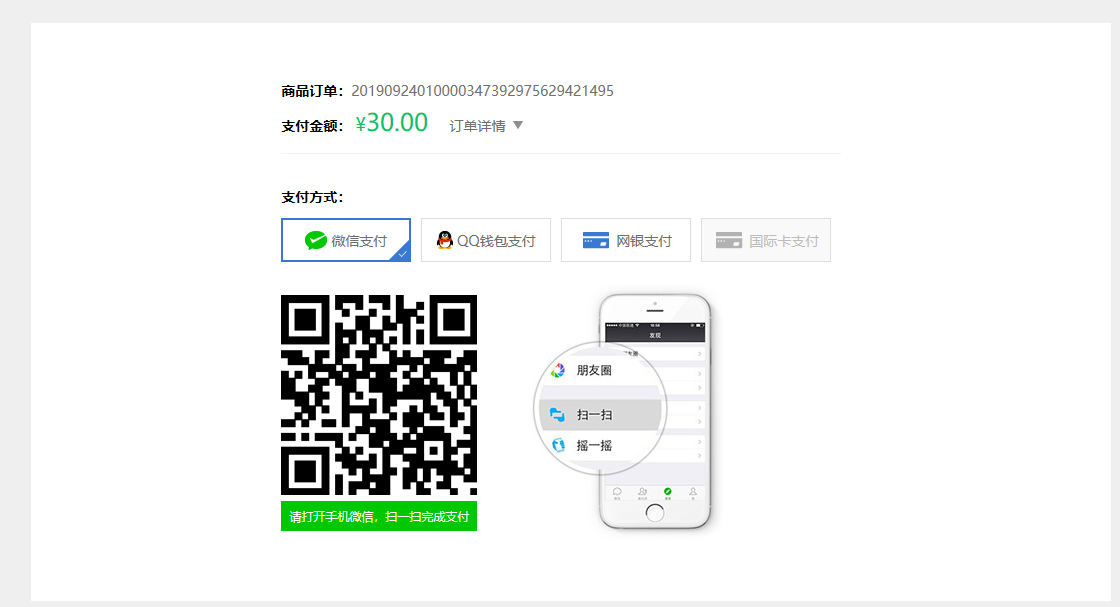 商品订单：20190924010000347392975629421495
支付金额： ¥30.00 订单详情 ▼
支付方式：
微信支付 QQ钱包支付 网银支付 国际卡支付
发现
朋友圈
扫一扫
摇一摇
请打开手机微信，扫一扫完成支付